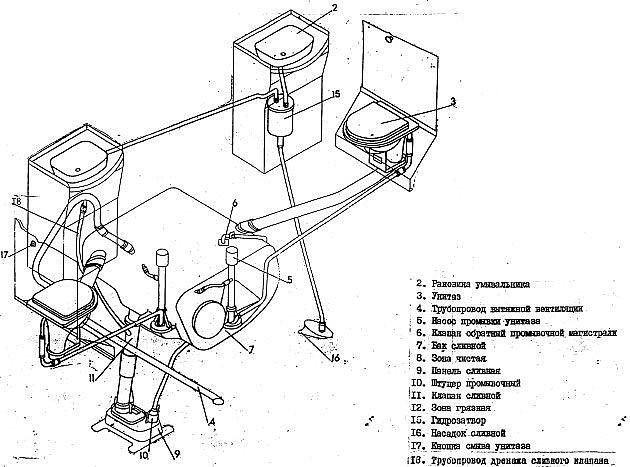 2
15
3
18
6
17
5
7
16
11
4
10
9
2. Раковина умывальника
3. Унитаз
4. Трубопровод вытяжной вентиляции
5. Насос промывки унитаза
6. Клапан обратный промывочной магистрали
7. Бак сливной
8. Зона чистая
9. Панель сливная
10. Штуцер промывочный
11. Клапан сливной
12. Зона грязная
15. Гидрозатвор
16. Насадок сливной
17. Кнопка смыва унитаза
18. Трубопровод дренажа сливного клапана